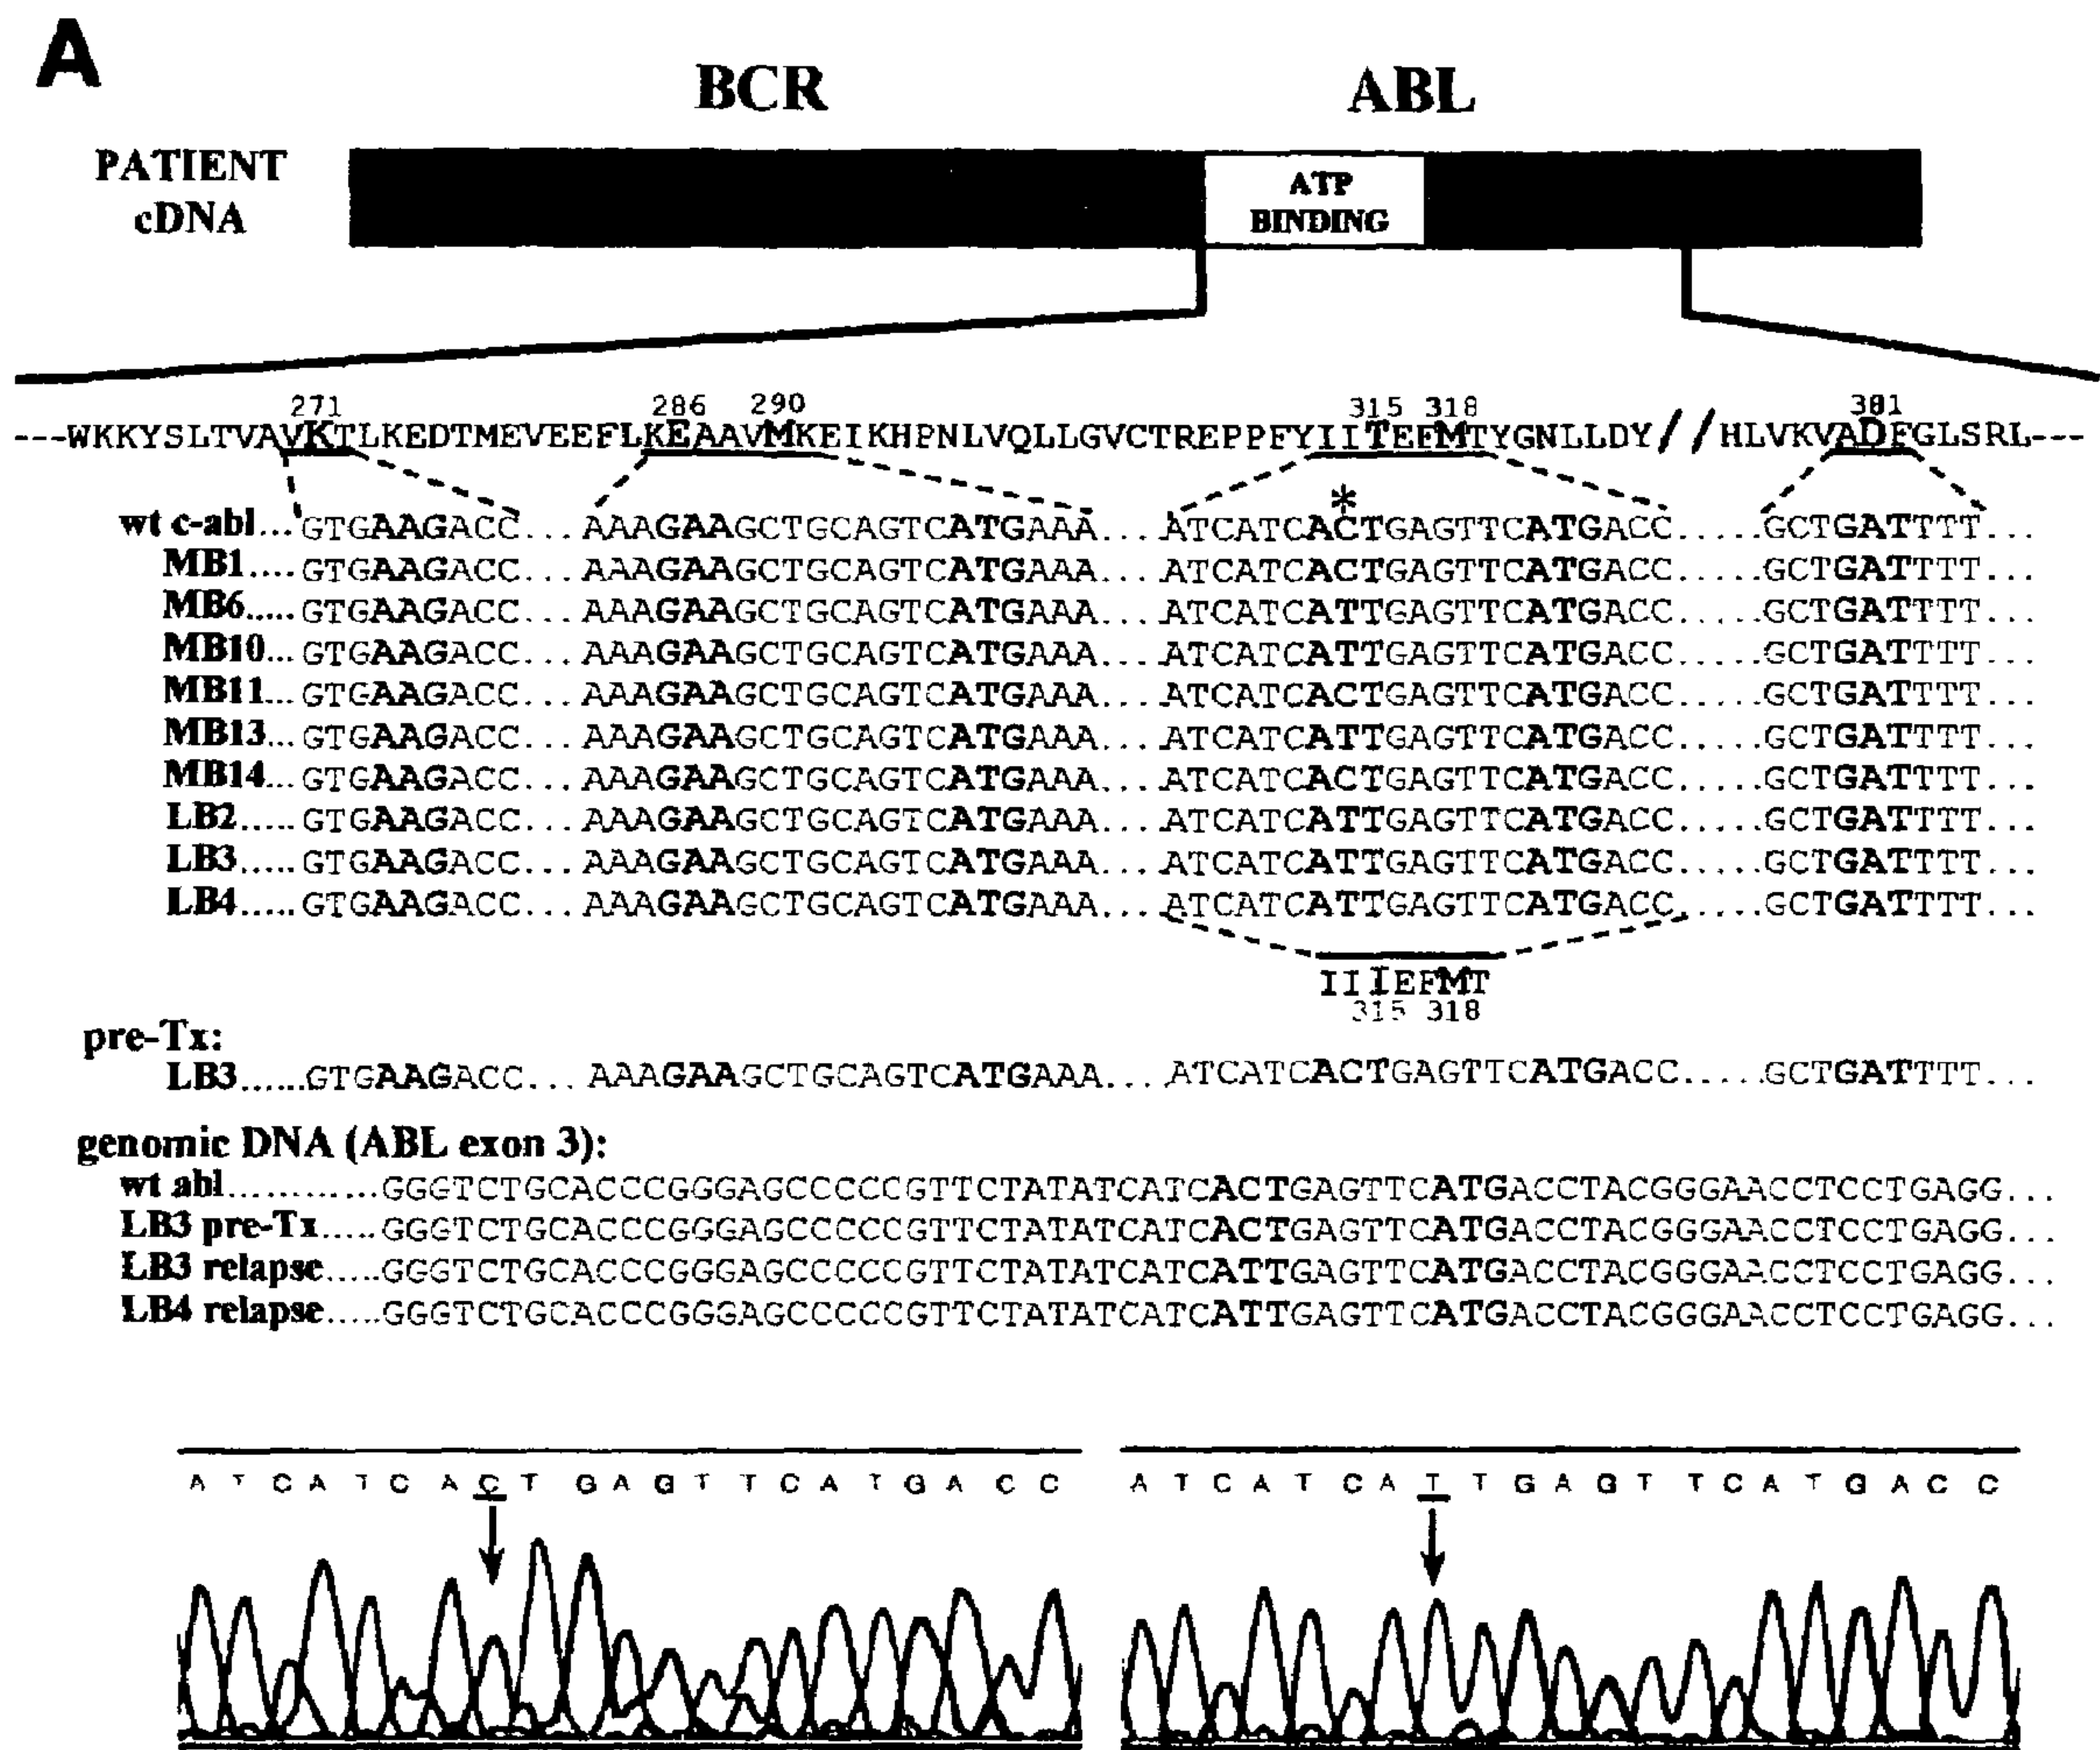 A
BCR ABL
PATIENT
cDNA
ATP
BINDING
271 286 290 315 318 381
---WKKYSLTVAVKTLKEDTMEVEEFLKEAAVMKEIKHPNLVQLLGVCTREPPFYIITEFMTYGNLLDY//HLVKVADFGLSRL---
*
wt c-abl...GTGAAGACC...AAAGAAGCTGCAGTCATGAAA...ATCATCACTGAGTTCATGACC.....GCTGATTTT...
MB1....GTGAAGACC...AAAGAAGCTGCAGTCATGAAA...ATCATCACTGAGTTCATGACC.....GCTGATTTT...
MB6.....GTGAAGACC...AAAGAAGCTGCAGTCATGAAA...ATCATCATTGAGTTCATGACC.....GCTGATTTT...
MB10...GTGAAGACC...AAAGAAGCTGCAGTCATGAAA...ATCATCATTGAGTTCATGACC.....GCTGATTTT...
MB11...GTGAAGACC...AAAGAAGCTGCAGTCATGAAA...ATCATCACTGAGTTCATGACC.....GCTGATTTT...
MB13...GTGAAGACC...AAAGAAGCTGCAGTCATGAAA...ATCATCATTGAGTTCATGACC.....GCTGATTTT...
MB14...GTGAAGACC...AAAGAAGCTGCAGTCATGAAA...ATCATCACTGAGTTCATGACC.....GCTGATTTT...
LB2.....GTGAAGACC...AAAGAAGCTGCAGTCATGAAA...ATCATCATTGAGTTCATGACC.....GCTGATTTT...
LB3.....GTGAAGACC...AAAGAAGCTGCAGTCATGAAA...ATCATCATTGAGTTCATGACC.....GCTGATTTT...
LB4.....GTGAAGACC...AAAGAAGCTGCAGTCATGAAA...ATCATCATTGAGTTCATGACC.....GCTGATTTT...
IIIEFMT
315 318
pre-Tx:
LB3......GTGAAGACC...AAAGAAGCTGCAGTCATGAAA...ATCATCACTGAGTTCATGACC.....GCTGATTTT...
genomic DNA (ABL exon 3):
wt abl............GGGTCTGCACCCGGGAGCCCCCGTTCTATATCATCACTGAGTTCATGACCTACGGGAACCTCCTGAGG...
LB3 pre-Tx.....GGGTCTGCACCCGGGAGCCCCCGTTCTATATCATCACTGAGTTCATGACCTACGGGAACCTCCTGAGG...
LB3 relapse.....GGGTCTGCACCCGGGAGCCCCCGTTCTATATCATCATTGAGTTCATGACCTACGGGAACCTCCTGAGG...
LB4 relapse.....GGGTCTGCACCCGGGAGCCCCCGTTCTATATCATCATTGAGTTCATGACCTACGGGAACCTCCTGAGG...
A T C A T C A C T G A G T T C A T G A C C A T C A T C A T T G A G T T C A T G A C C